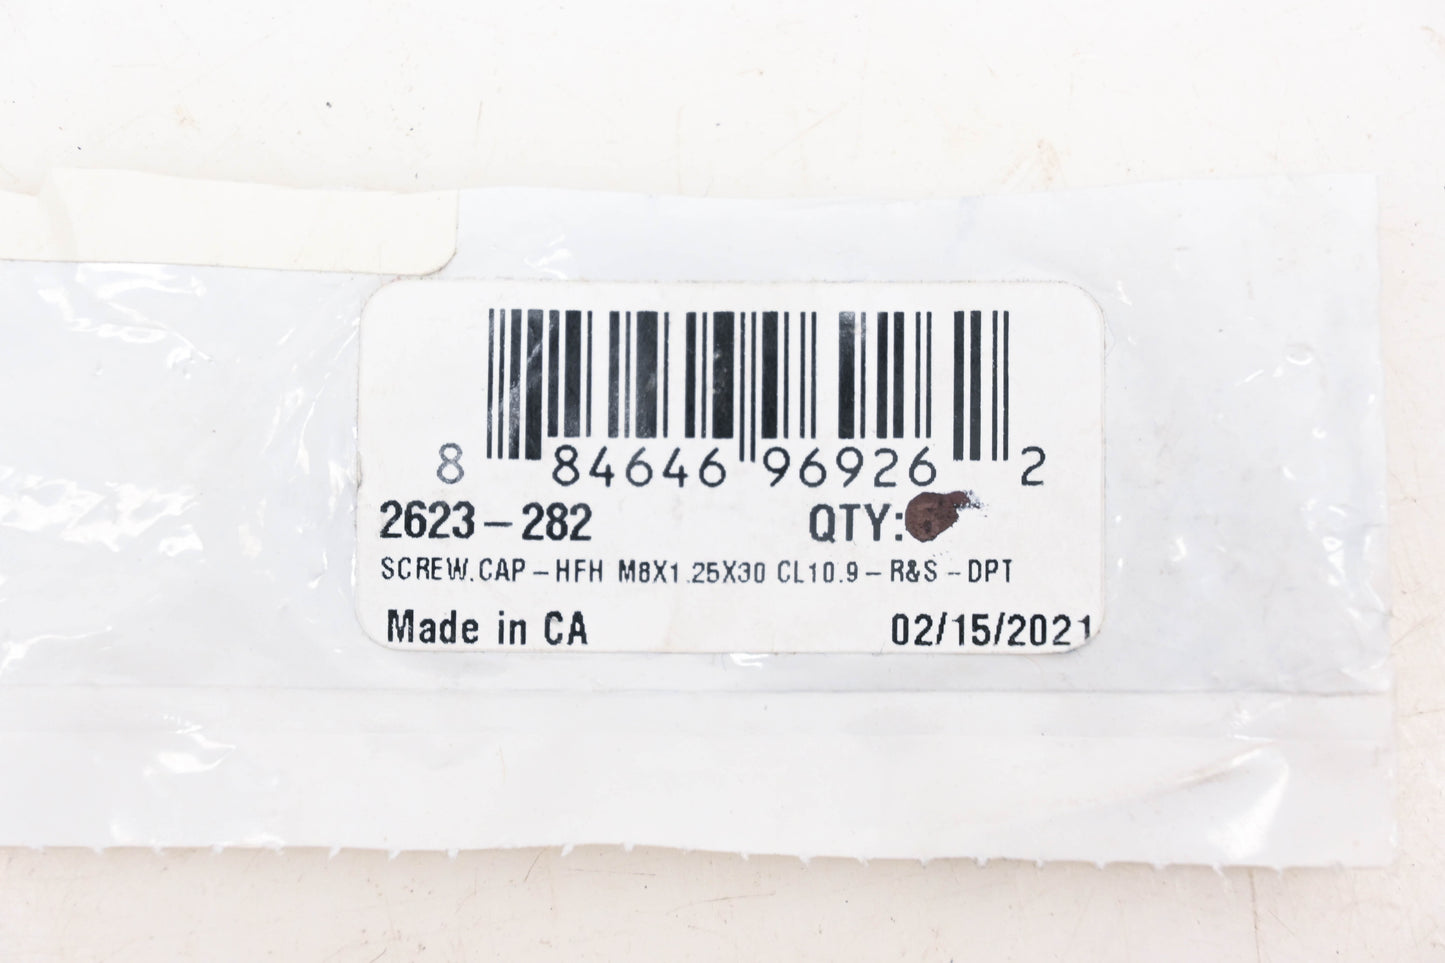 8 84646 96926 2
2623-282 QTY:
SCREW.CAP-HFH M8X1.25X30 CL10.9-R&S-DPT
Made in CA 02/15/2021